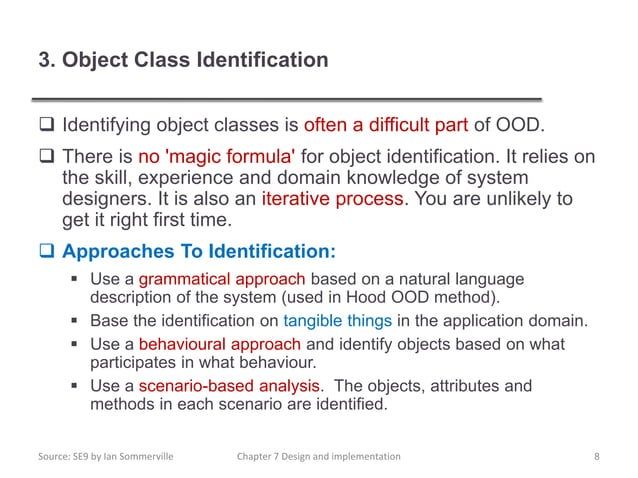 3. Object Class Identification
❑ Identifying object classes is often a difficult part of OOD.
❑ There is no 'magic formula' for object identification. It relies on
the skill, experience and domain knowledge of system
designers. It is also an iterative process. You are unlikely to
get it right first time.
❑ Approaches To Identification:
▪ Use a grammatical approach based on a natural language
description of the system (used in Hood OOD method).
▪ Base the identification on tangible things in the application domain.
▪ Use a behavioural approach and identify objects based on what
participates in what behaviour.
▪ Use a scenario-based analysis.  The objects, attributes and
methods in each scenario are identified.
Source: SE9 by Ian Sommerville Chapter 7 Design and implementation 8